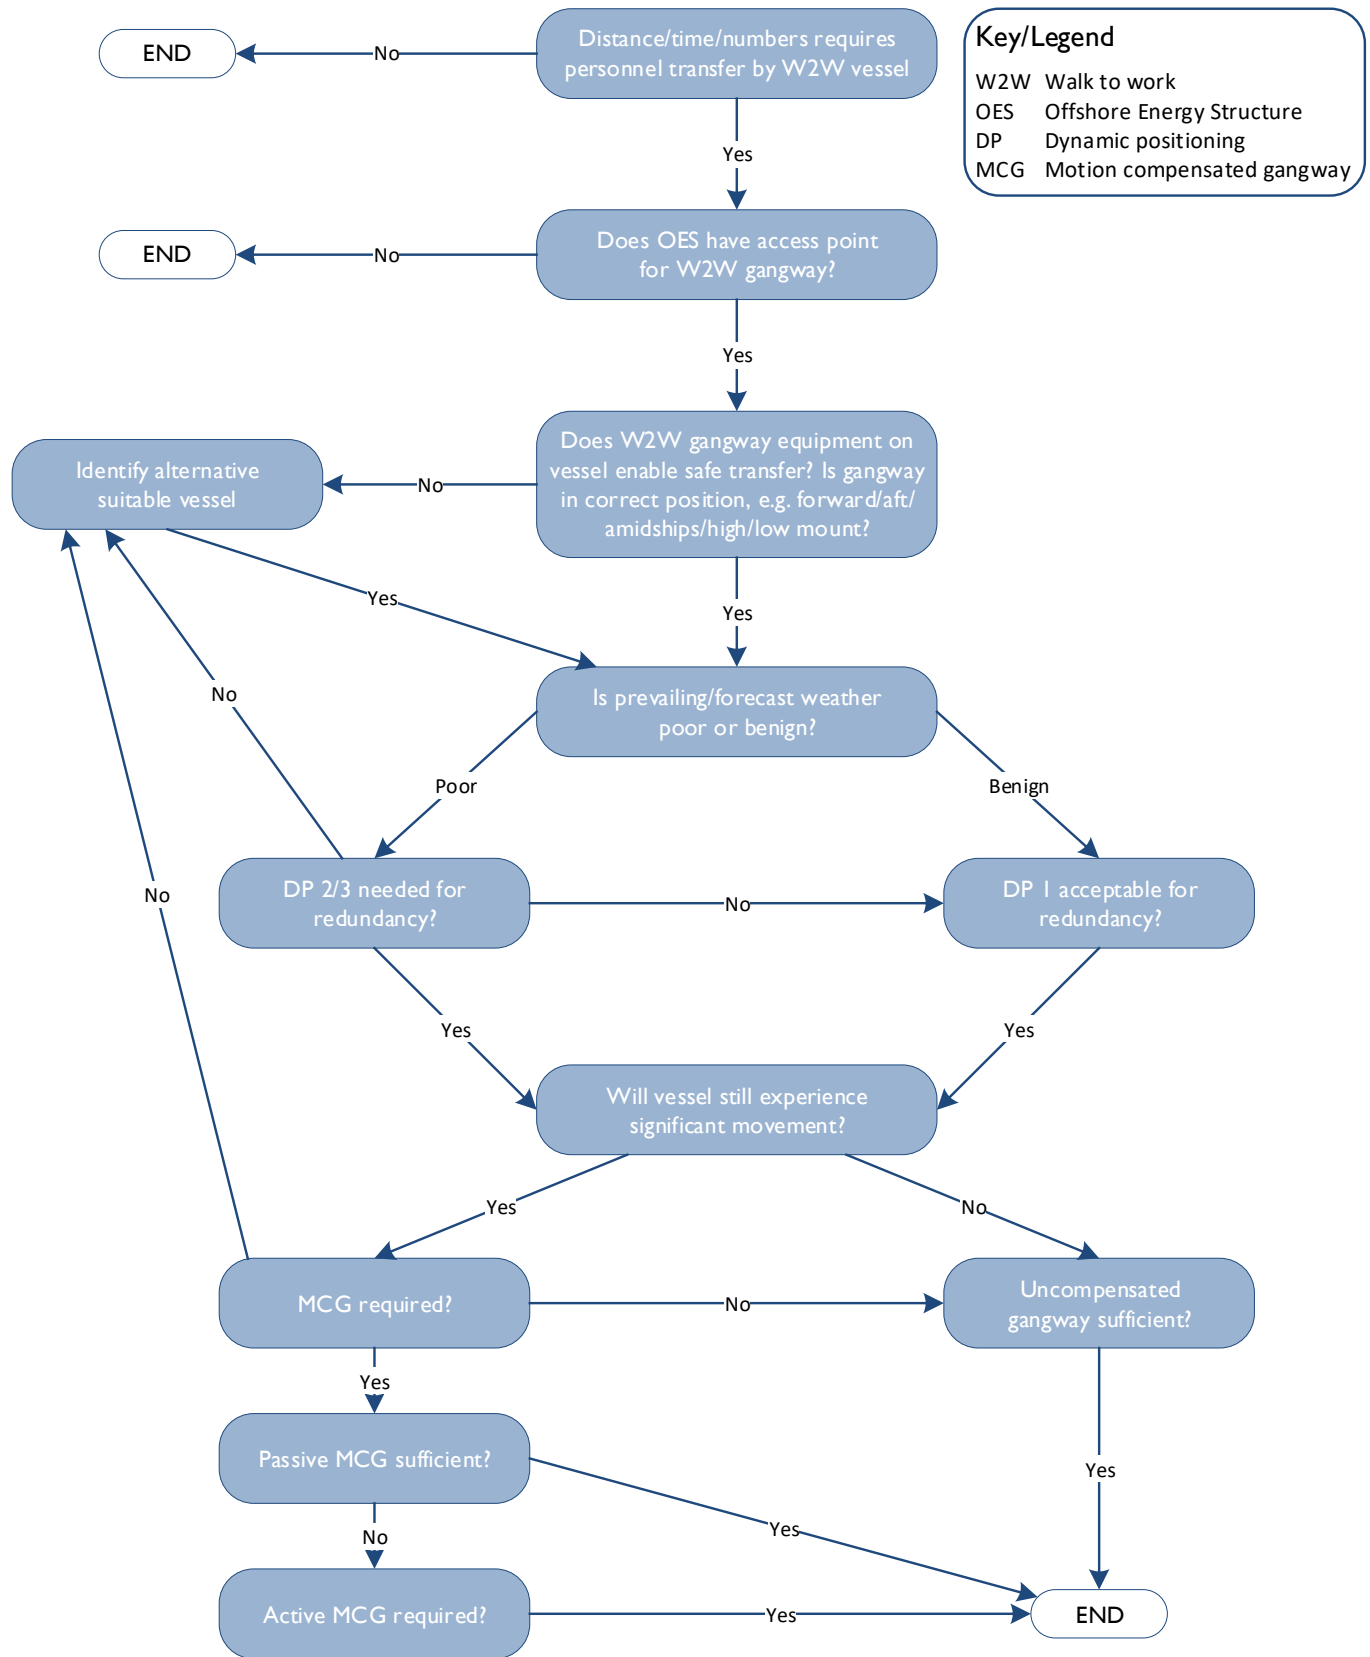 Distance/time/numbers requires
personnel transfer by W2W vessel
No
END
Key/Legend
W2W Walk to work
OES Offshore Energy Structure
DP Dynamic positioning
MCG Motion compensated gangway
Yes
Does OES have access point
for W2W gangway?
No
END
Yes
Does W2W gangway equipment on
vessel enable safe transfer? Is gangway
in correct position, e.g. forward/aft/
amidships/high/low mount?
No
Identify alternative
suitable vessel
Yes
Yes
Is prevailing/forecast weather
poor or benign?
No
Poor
Benign
DP 2/3 needed for
redundancy?
No
DP 1 acceptable for
redundancy?
No
Yes
Yes
Will vessel still experience
significant movement?
Yes
No
MCG required?
No
Uncompensated
gangway sufficient?
Yes
Passive MCG sufficient?
Yes
Yes
No
Active MCG required?
Yes
END